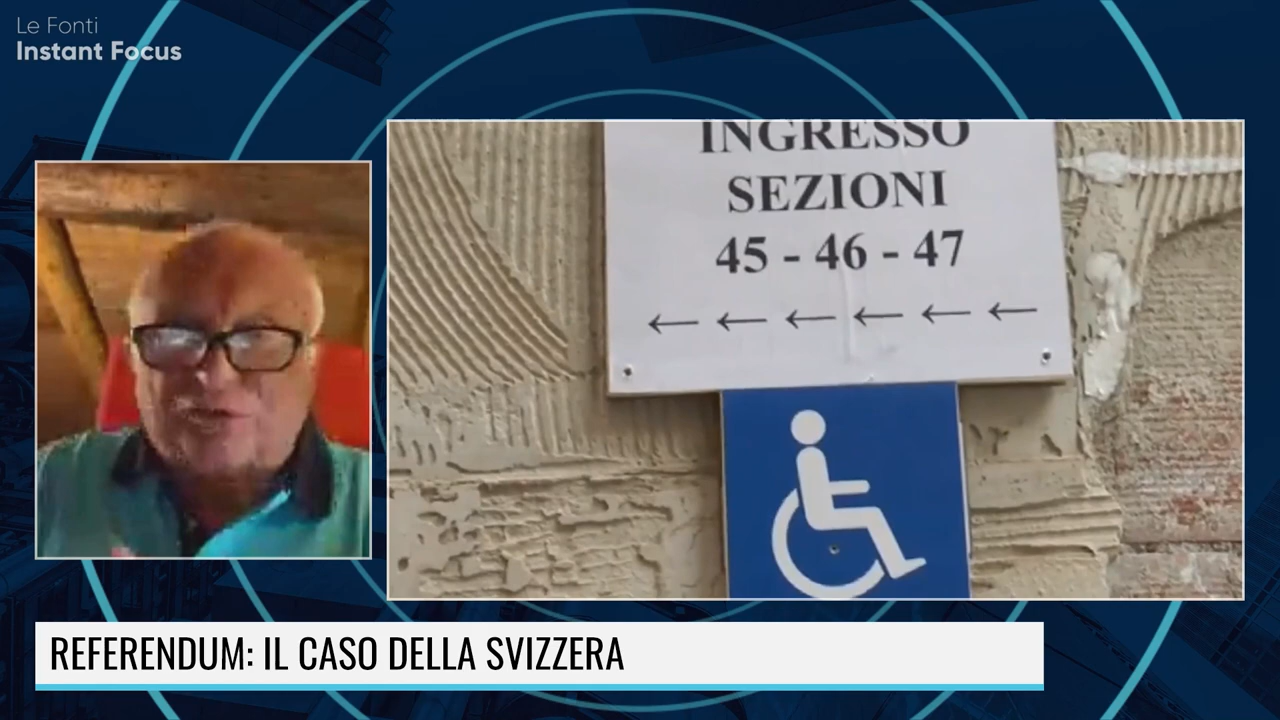 Le Fonti
Instant Focus
INGRESSO
SEZIONI
45 - 46 - 47
← ← ← ← ← ←
REFERENDUM: IL CASO DELLA SVIZZERA